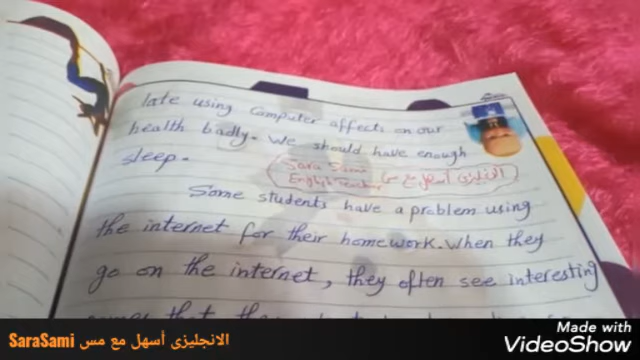 late using computer affects on our
health badly. We should have enough
sleep.
Sara Sami الانجليزى أسهل مع مس
English Teacher
Some students have a problem using
the internet for their homework. When they
go on the internet, they often see interesting
games that
الانجليزى أسهل مع مس SaraSami
Made with
VideoShow